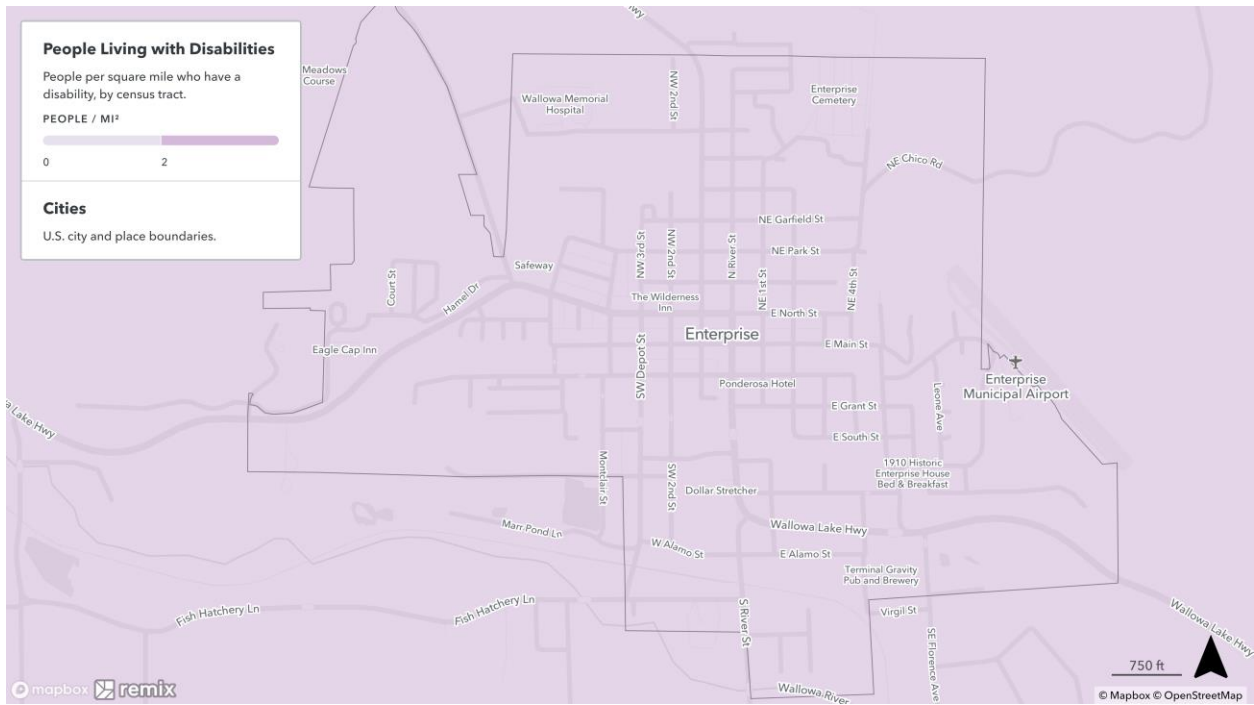 People Living with Disabilities
People per square mile who have a
disability, by census tract.
PEOPLE / MI²
0 2
Cities
U.S. city and place boundaries.
Meadows
Course
Wallowa Memorial
Hospital
NW 2nd St
Enterprise
Cemetery
NE Chico Rd
NE Garfield St
NW 3rd St
NW 2nd St
N River St
NE Park St
Safeway
Court St
Hamel Dr
The Wilderness
Inn
NE 1st St
NE 4th St
E North St
Enterprise
E Main St
Eagle Cap Inn
SW Depot St
Ponderosa Hotel
Enterprise
Municipal Airport
E Grant St
Leone Ave
E South St
a Lake Hwy
Montclair St
SW 2nd St
1910 Historic
Enterprise House
Bed & Breakfast
Dollar Stretcher
Marr Pond Ln
Wallowa Lake Hwy
W Alamo St
E Alamo St
Terminal Gravity
Pub and Brewery
Fish Hatchery Ln
Fish Hatchery Ln
S River St
Virgil St
SE Florence Ave
Wallowa Lake Hwy
750 ft
Wallowa River
mapbox remix
© Mapbox © OpenStreetMap